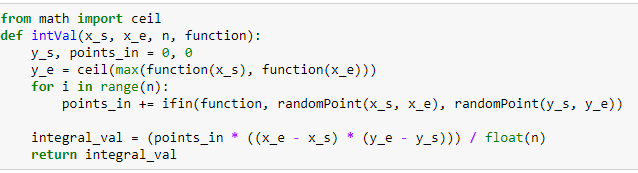 from math import ceil
def intVal(x_s, x_e, n, function):
    y_s, points_in = 0, 0
    y_e = ceil(max(function(x_s), function(x_e)))
    for i in range(n):
        points_in += ifin(function, randomPoint(x_s, x_e), randomPoint(y_s, y_e))
    integral_val = (points_in * ((x_e - x_s) * (y_e - y_s))) / float(n)
    return integral_val